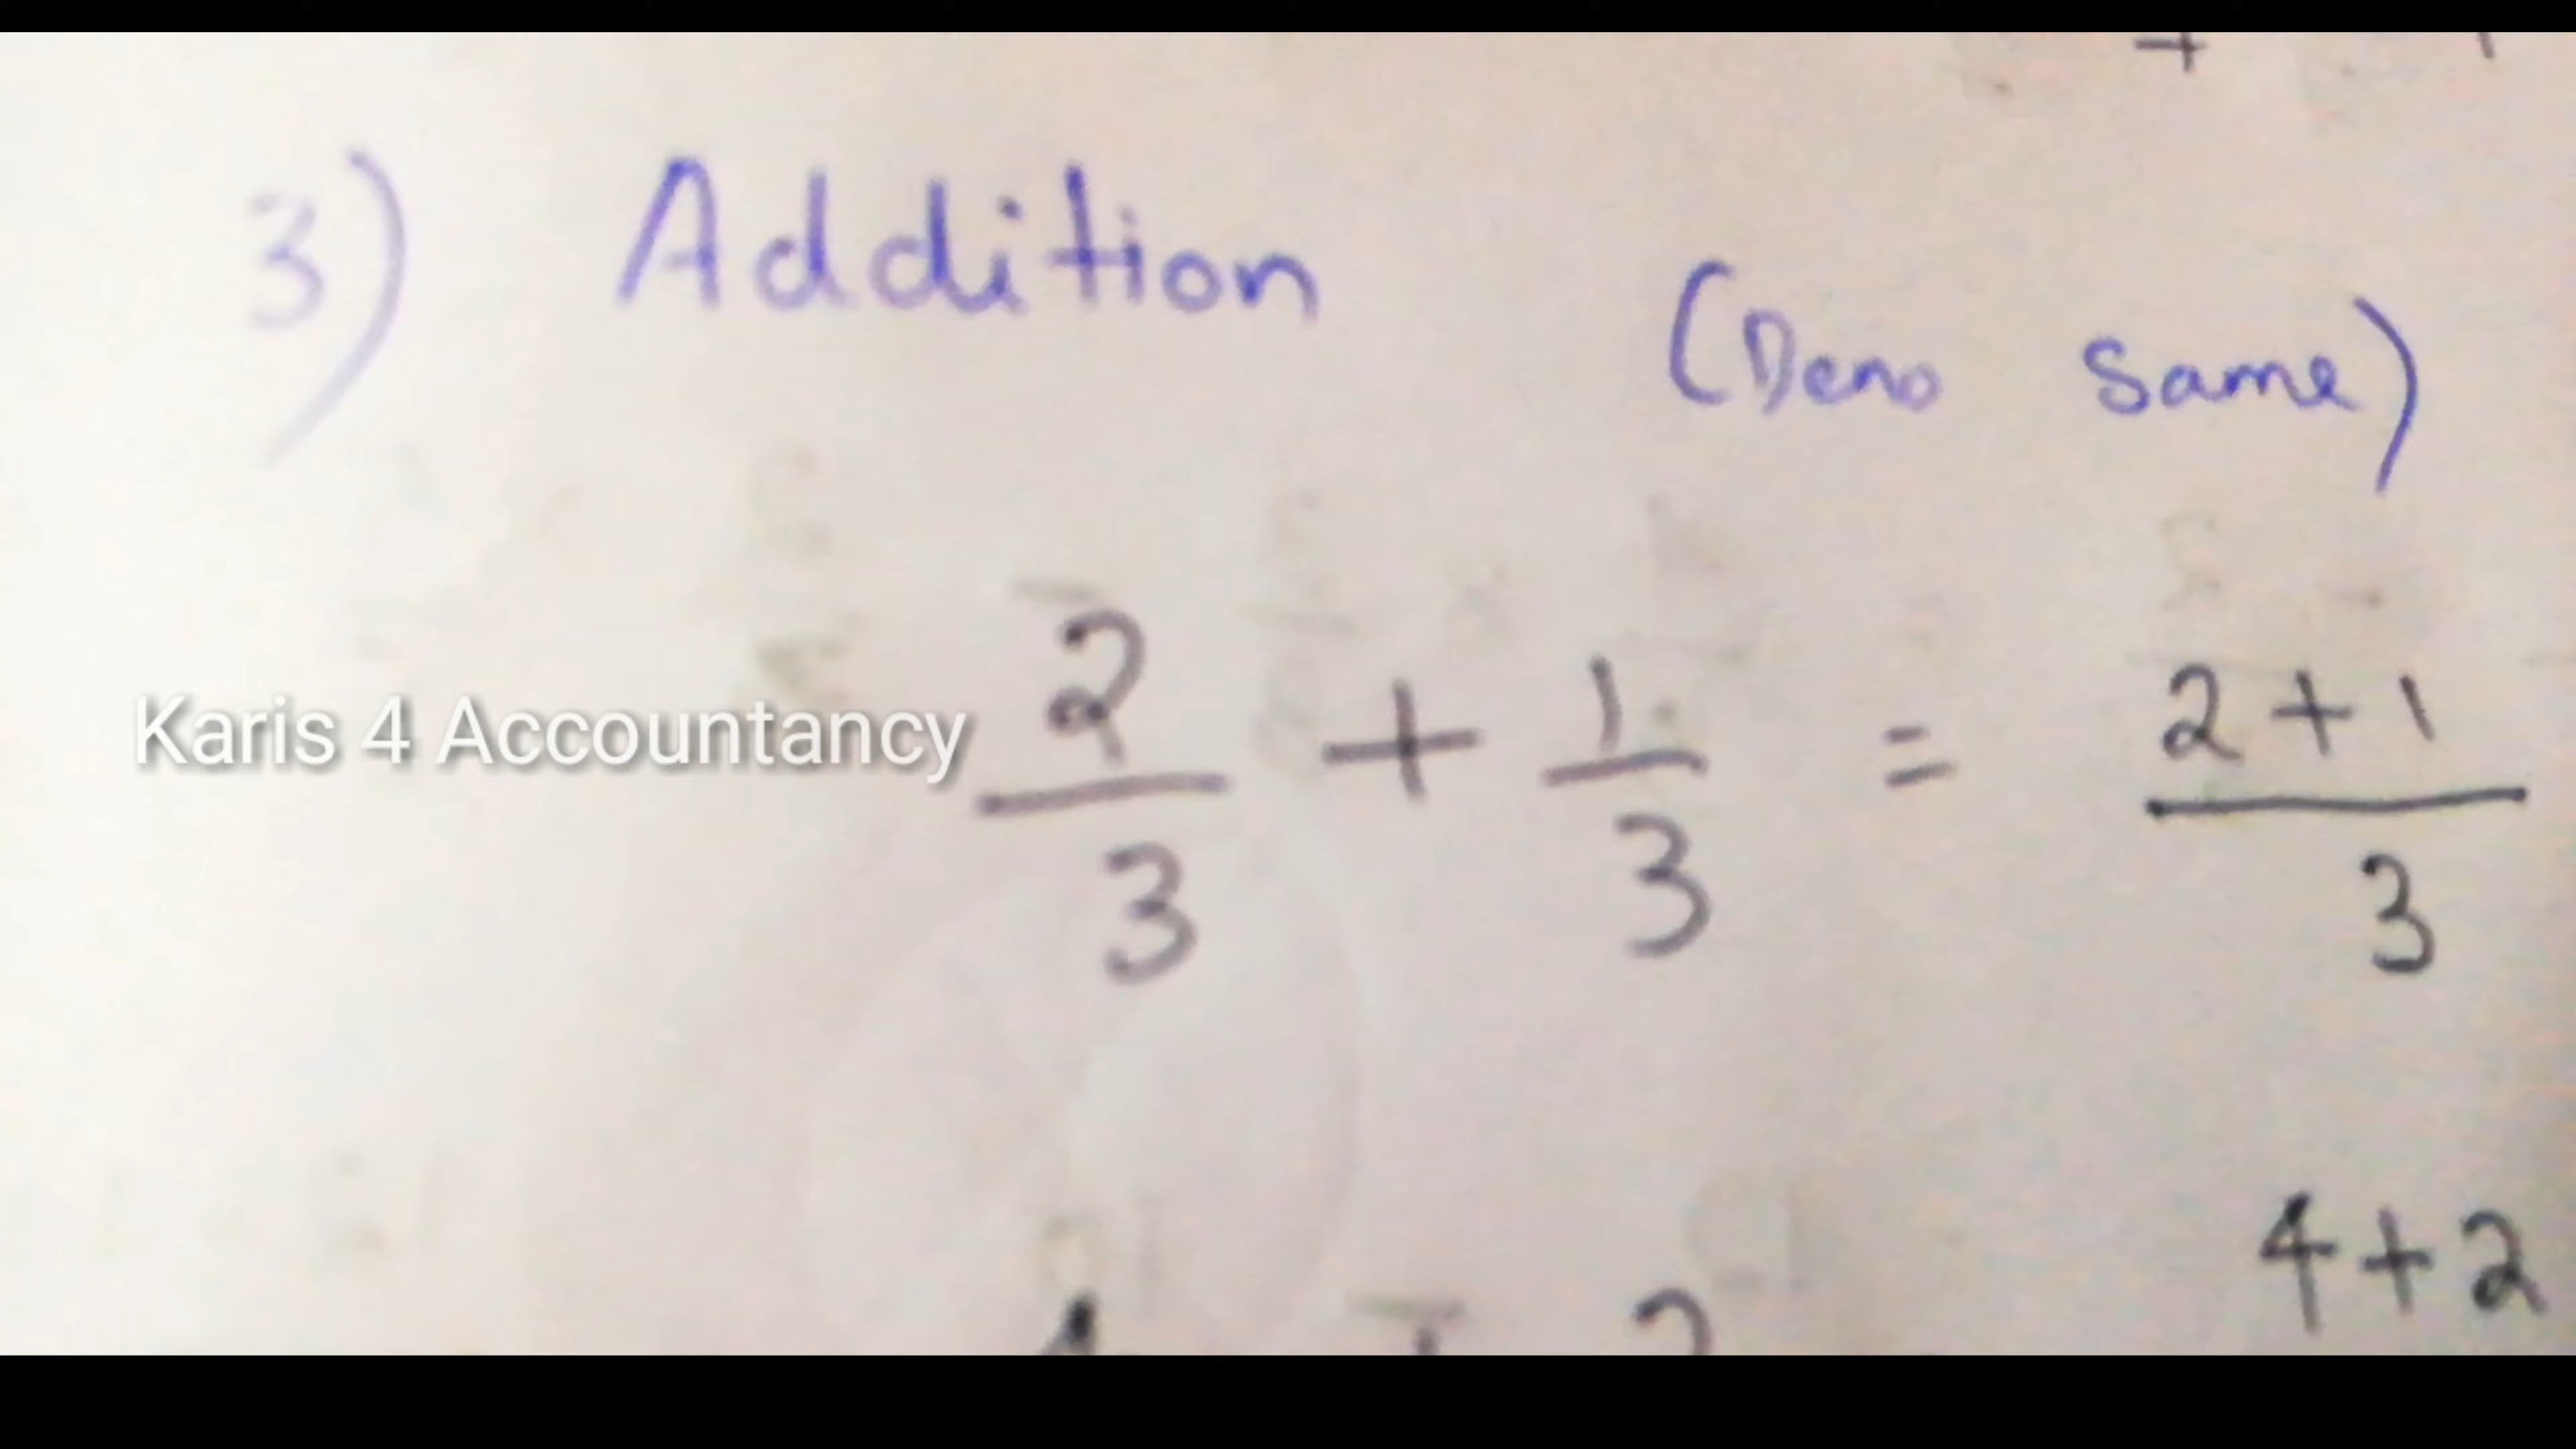 3) Addition (Deno same)
Karis 4 Accountancy
2/3 + 1/3 = 2+1/3
4+2